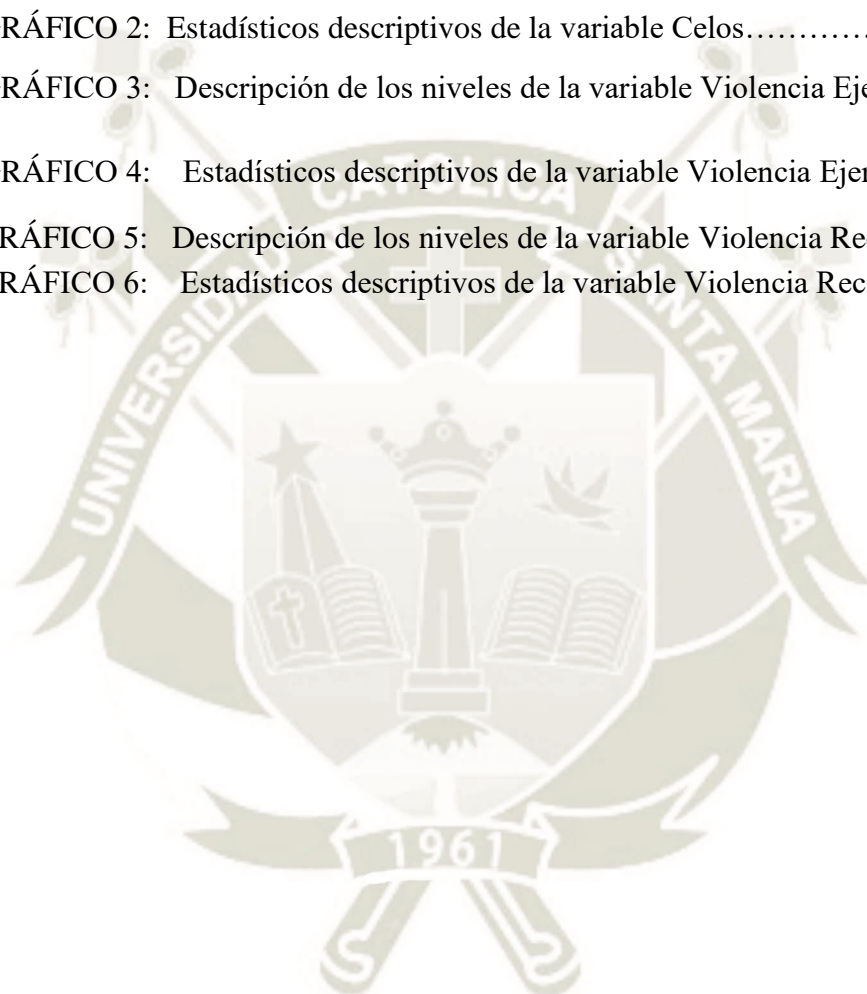 RÁFICO 2: Estadísticos descriptivos de la variable Celos…………
RÁFICO 3: Descripción de los niveles de la variable Violencia Eje
RÁFICO 4: Estadísticos descriptivos de la variable Violencia Ejer
RÁFICO 5: Descripción de los niveles de la variable Violencia Re
RÁFICO 6: Estadísticos descriptivos de la variable Violencia Rec
UNIVERSIDAD CATOLICA SANTA MARIA
1961